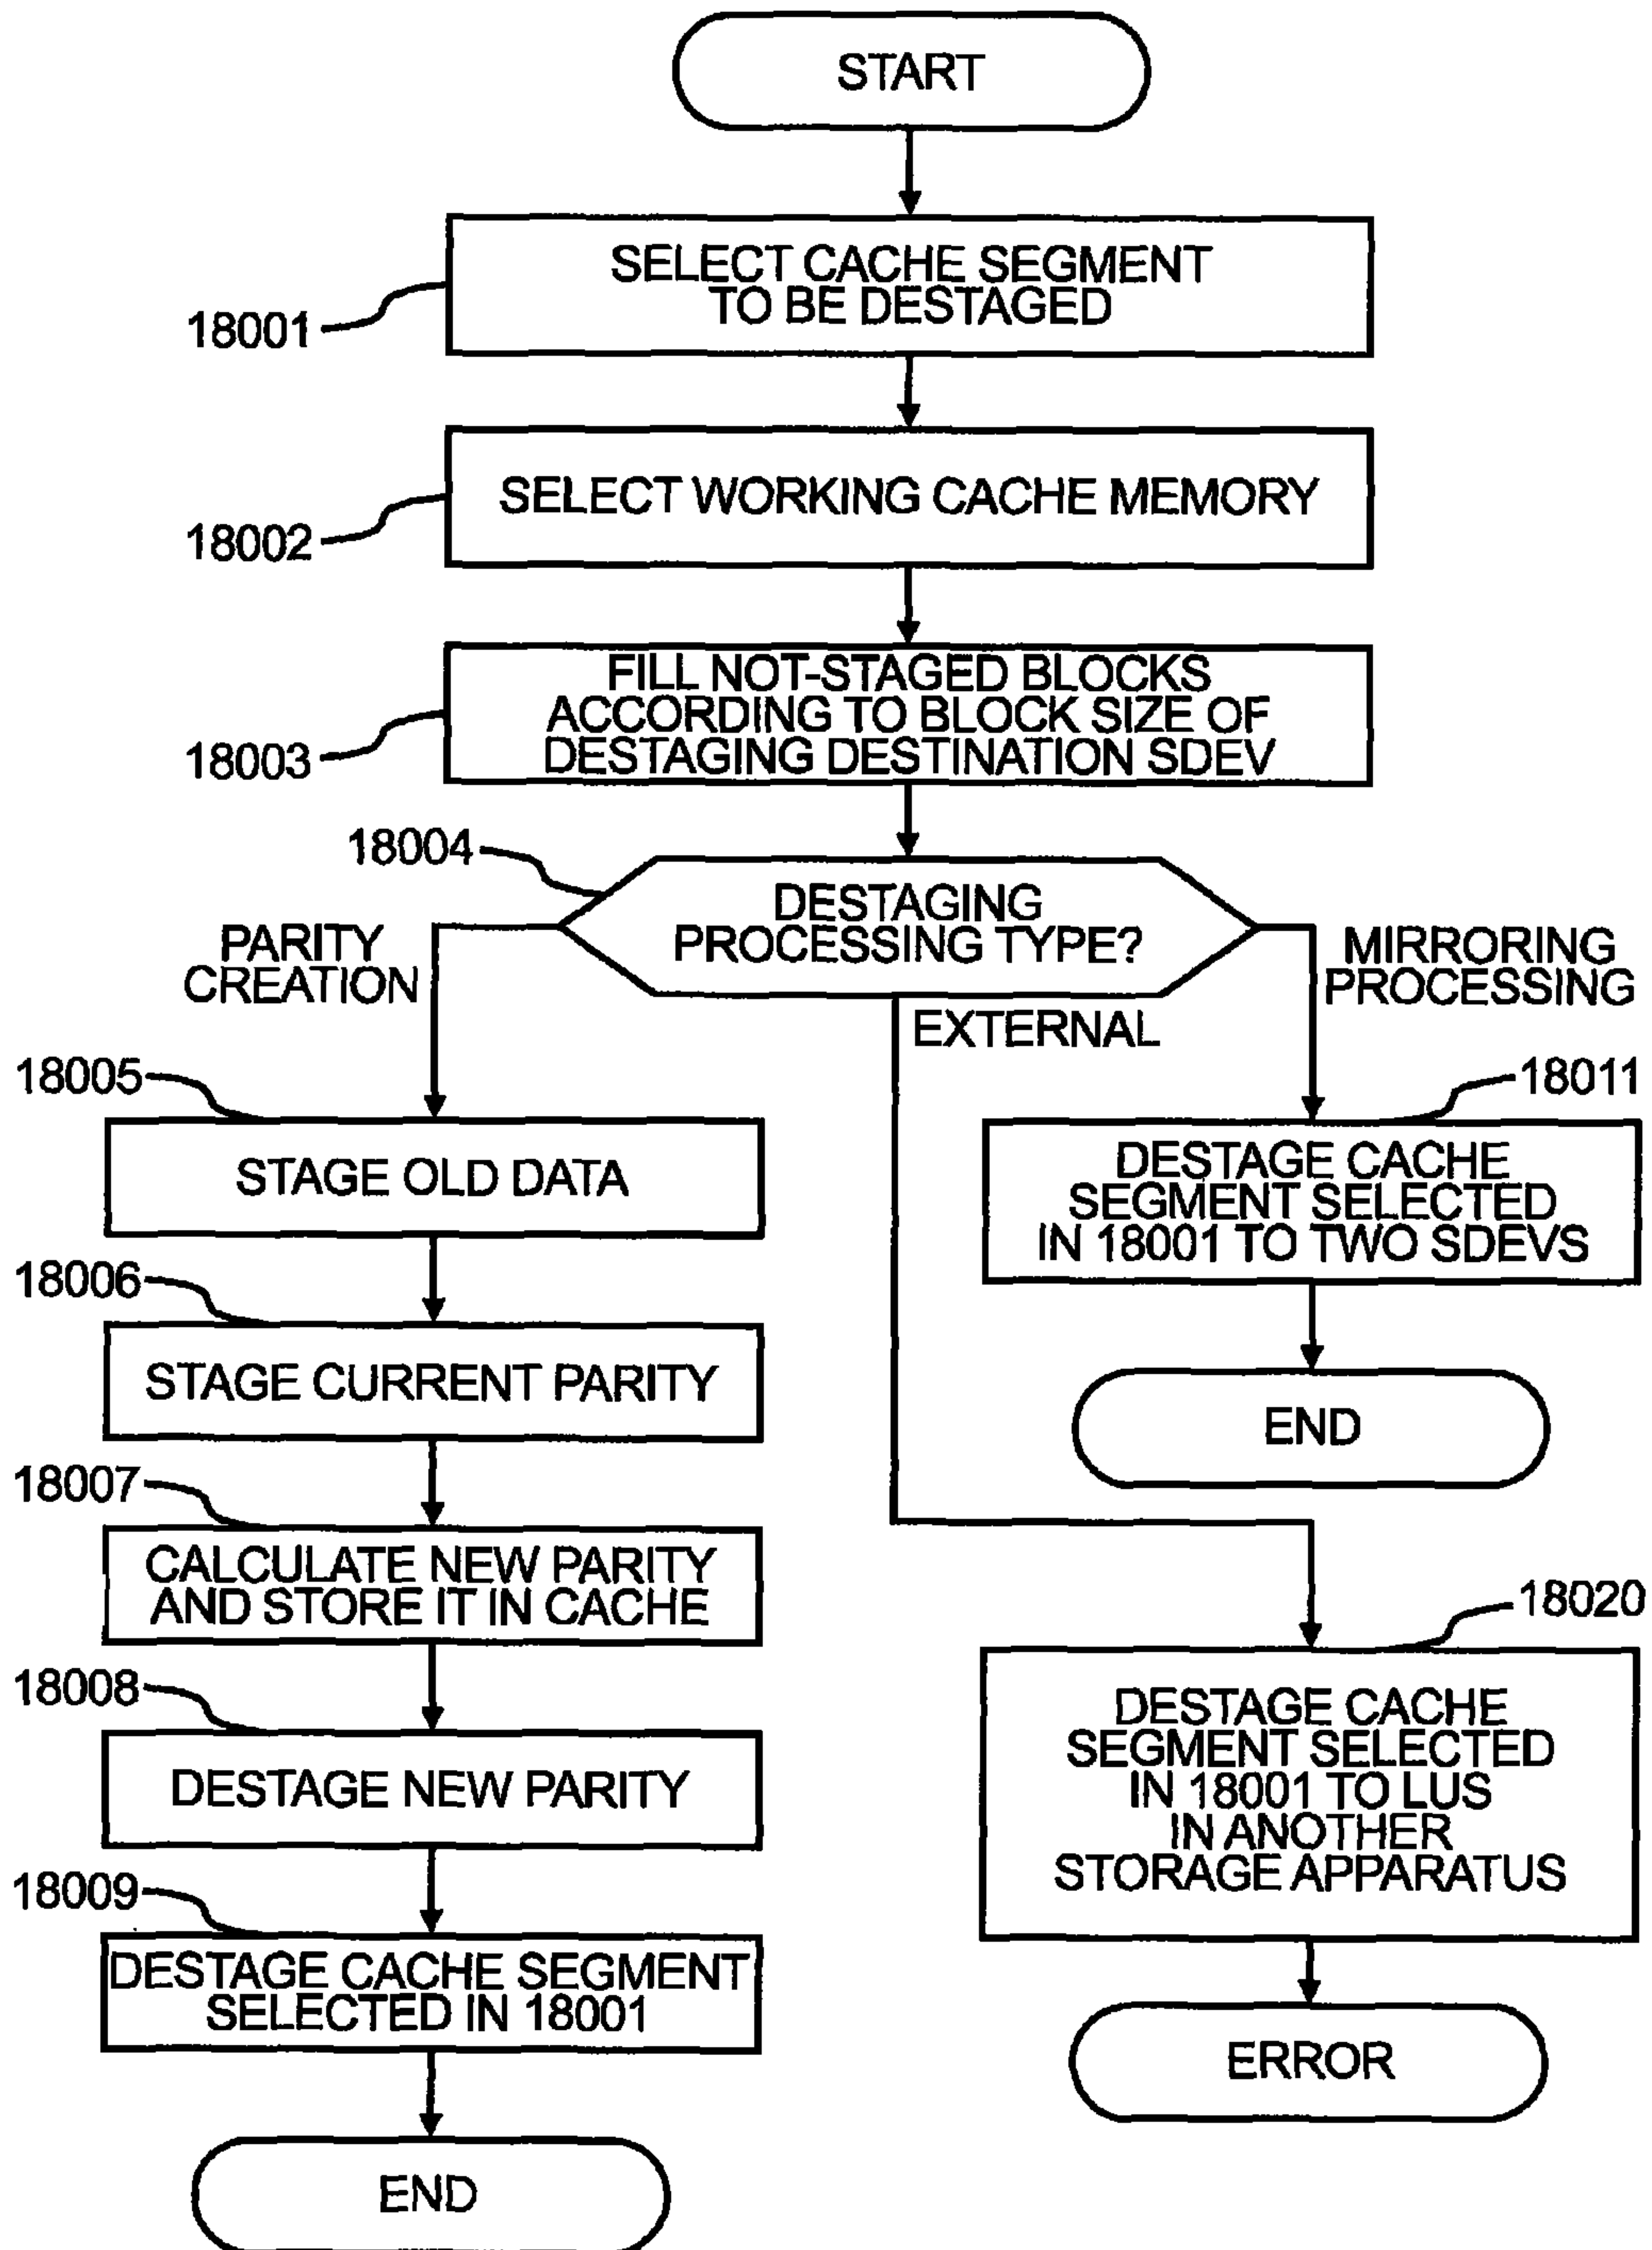 START
SELECT CACHE SEGMENT
TO BE DESTAGED
18001
SELECT WORKING CACHE MEMORY
18002
FILL NOT-STAGED BLOCKS
ACCORDING TO BLOCK SIZE OF
DESTAGING DESTINATION SDEV
18003
18004
DESTAGING
PROCESSING TYPE?
PARITY
CREATION
EXTERNAL
MIRRORING
PROCESSING
18005
STAGE OLD DATA
18006
STAGE CURRENT PARITY
18007
CALCULATE NEW PARITY
AND STORE IT IN CACHE
18008
DESTAGE NEW PARITY
18009
DESTAGE CACHE SEGMENT
SELECTED IN 18001
END
18011
DESTAGE CACHE
SEGMENT SELECTED
IN 18001 TO TWO SDEVS
END
18020
DESTAGE CACHE
SEGMENT SELECTED
IN 18001 TO LUS
IN ANOTHER
STORAGE APPARATUS
ERROR